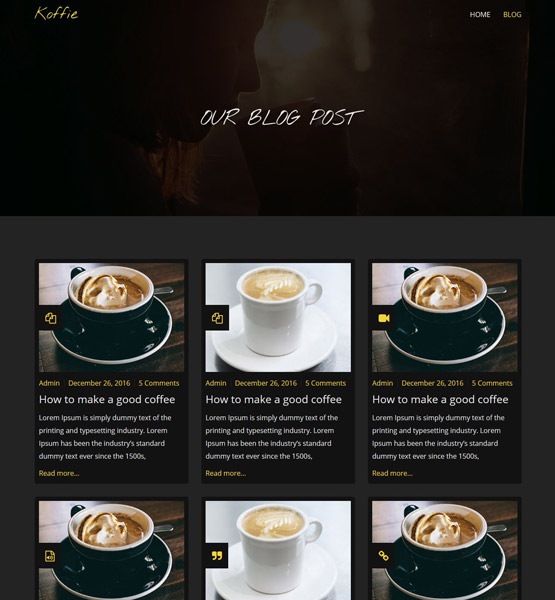 Koffie
HOME BLOG
OUR BLOG POST
Admin December 26, 2016 5 Comments
How to make a good coffee
Lorem Ipsum is simply dummy text of the
printing and typesetting industry. Lorem
Ipsum has been the industry's standard
dummy text ever since the 1500s,
Read more...
Admin December 26, 2016 5 Comments
How to make a good coffee
Lorem Ipsum is simply dummy text of the
printing and typesetting industry. Lorem
Ipsum has been the industry's standard
dummy text ever since the 1500s,
Read more...
Admin December 26, 2016 5 Comments
How to make a good coffee
Lorem Ipsum is simply dummy text of the
printing and typesetting industry. Lorem
Ipsum has been the industry's standard
dummy text ever since the 1500s,
Read more...